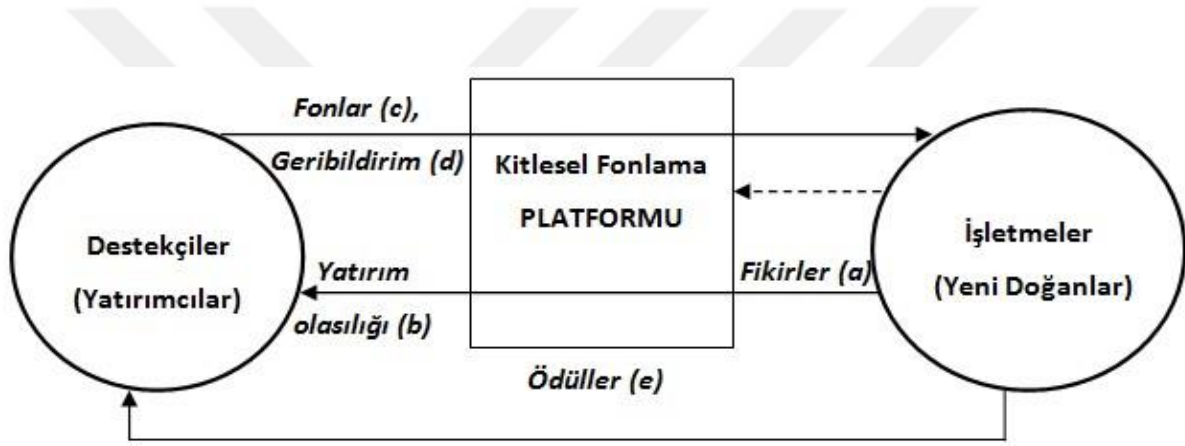 Fonlar (c),
Geribildirim (d)
Kitlesel Fonlama
PLATFORMU
Destekçiler
(Yatırımcılar)
İşletmeler
(Yeni Doğanlar)
Yatırım
olasılığı (b)
Fikirler (a)
Ödüller (e)